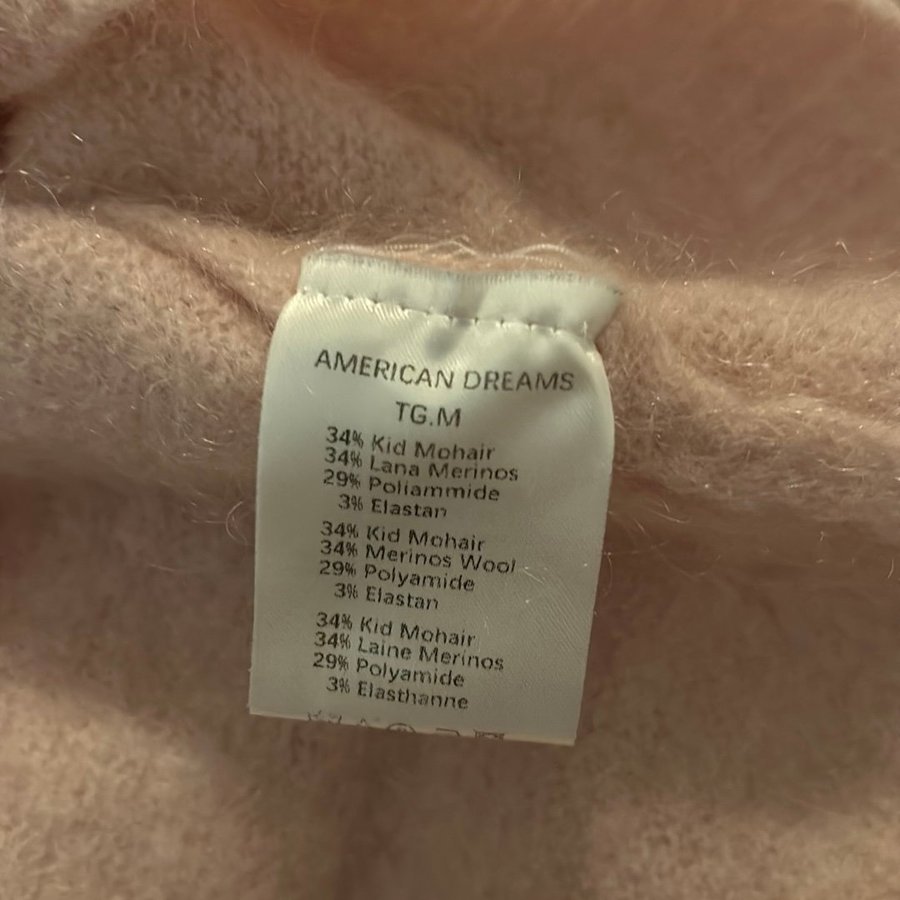 AMERICAN DREAMS
TG.M
34% Kid Mohair
34% Lana Merinos
29% Poliammide
3% Elastan
34% Kid Mohair
34% Merinos Wool
29% Polyamide
3% Elastan
34% Kid Mohair
34% Laine Merinos
29% Polyamide
3% Elasthanne